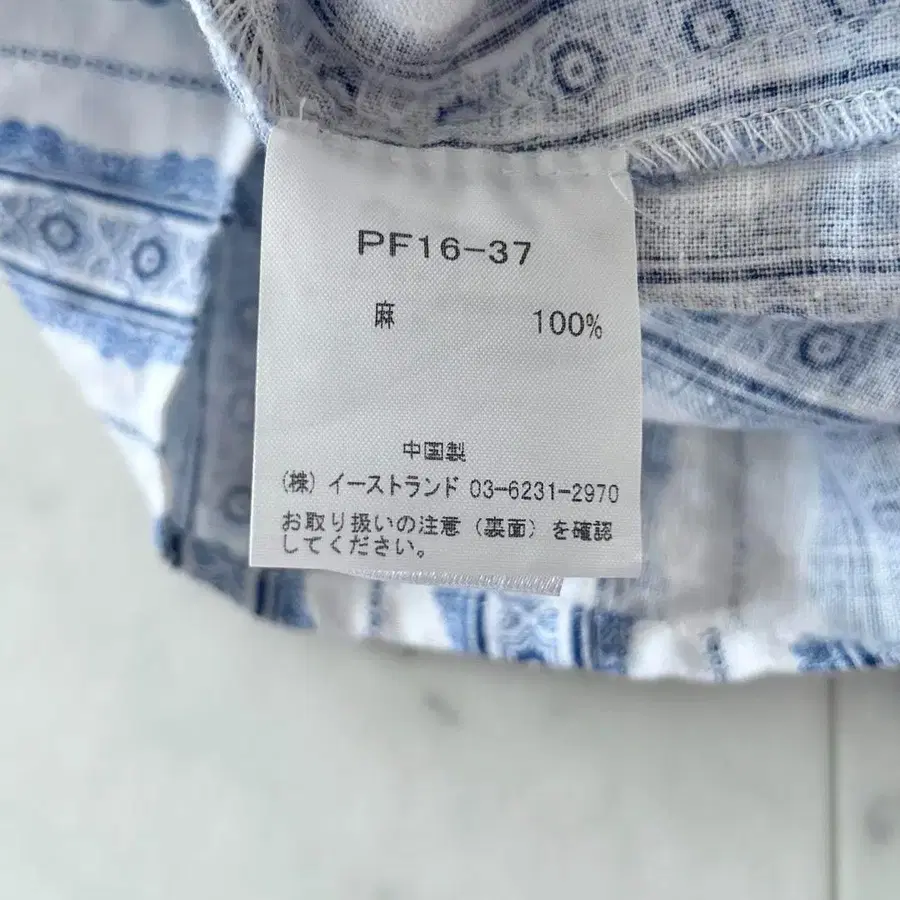 PF16-37
麻 100%
中国製
(株) イーストランド 03-6231-2970
お取り扱いの注意 (裏面) を確認
してください。